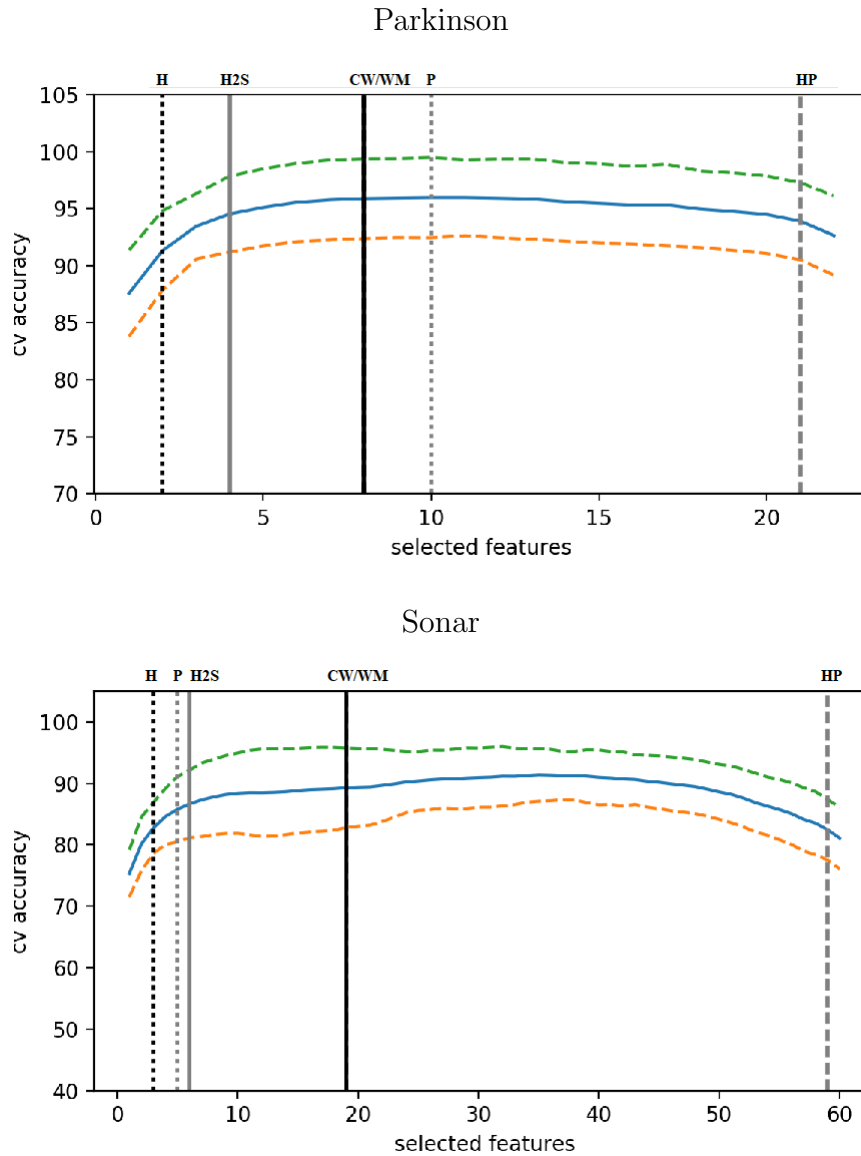 Parkinson
H H2S CW/WM P HP
105
100
95
90
85
80
75
70
cv accuracy
0 5 10 15 20
selected features
Sonar
H P H2S CW/WM HP
100
90
80
70
60
50
40
cv accuracy
0 10 20 30 40 50 60
selected features